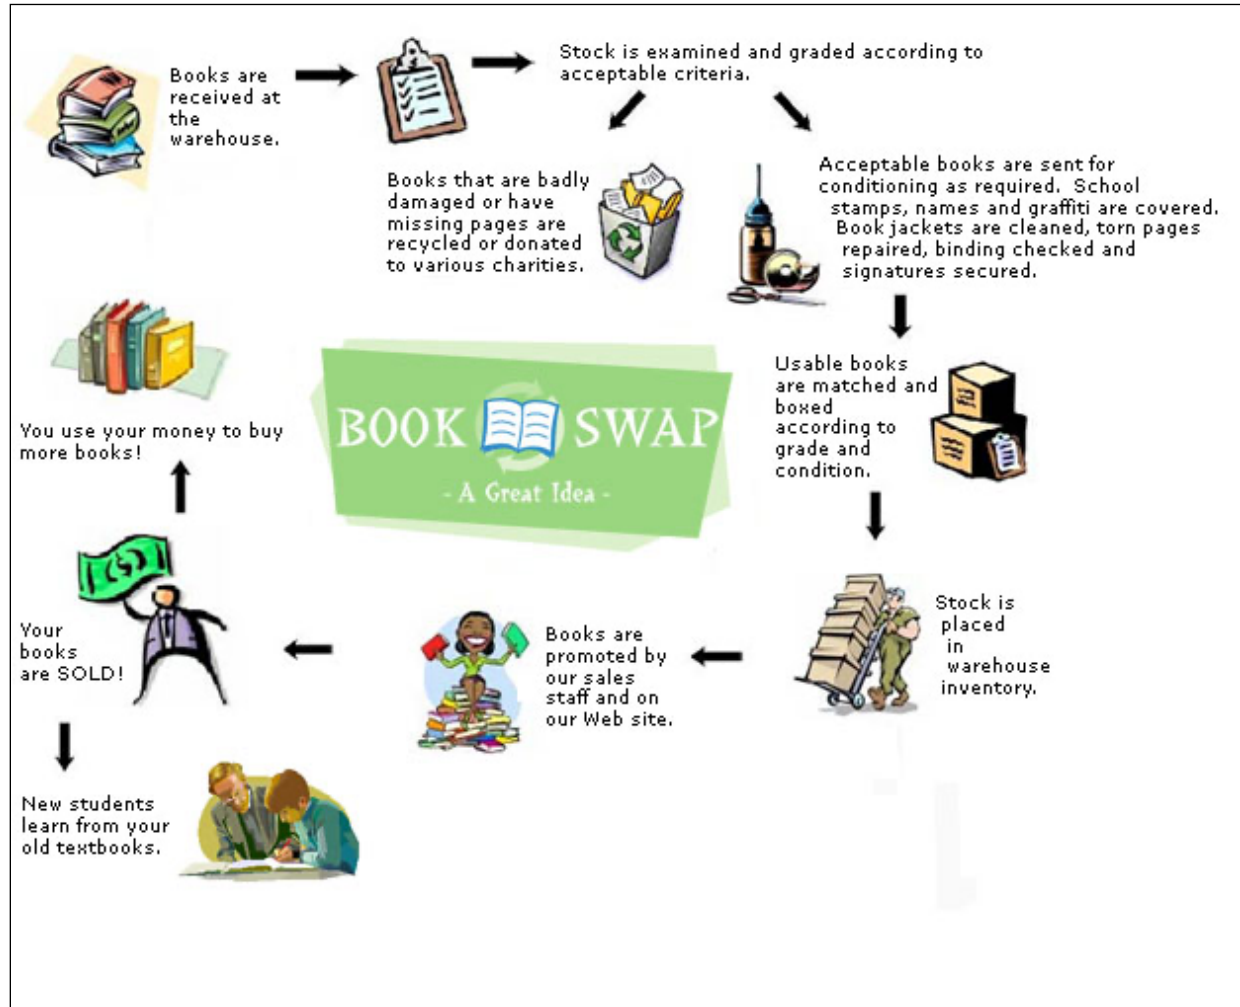 Books are
received at
the
warehouse.
Stock is examined and graded according to
acceptable criteria.
Books that are badly
damaged or have
missing pages are
recycled or donated
to various charities.
Acceptable books are sent for
conditioning as required. School
stamps, names and graffiti are covered.
Book jackets are cleaned, torn pages
repaired, binding checked and
signatures secured.
Usable books
are matched and
boxed
according to
grade and
condition.
Stock is
placed
in
warehouse
inventory.
Books are
promoted by
our sales
staff and on
our Web site.
Your
books
are SOLD!
You use your money to buy
more books!
New students
learn from your
old textbooks.
BOOK SWAP
- A Great Idea -